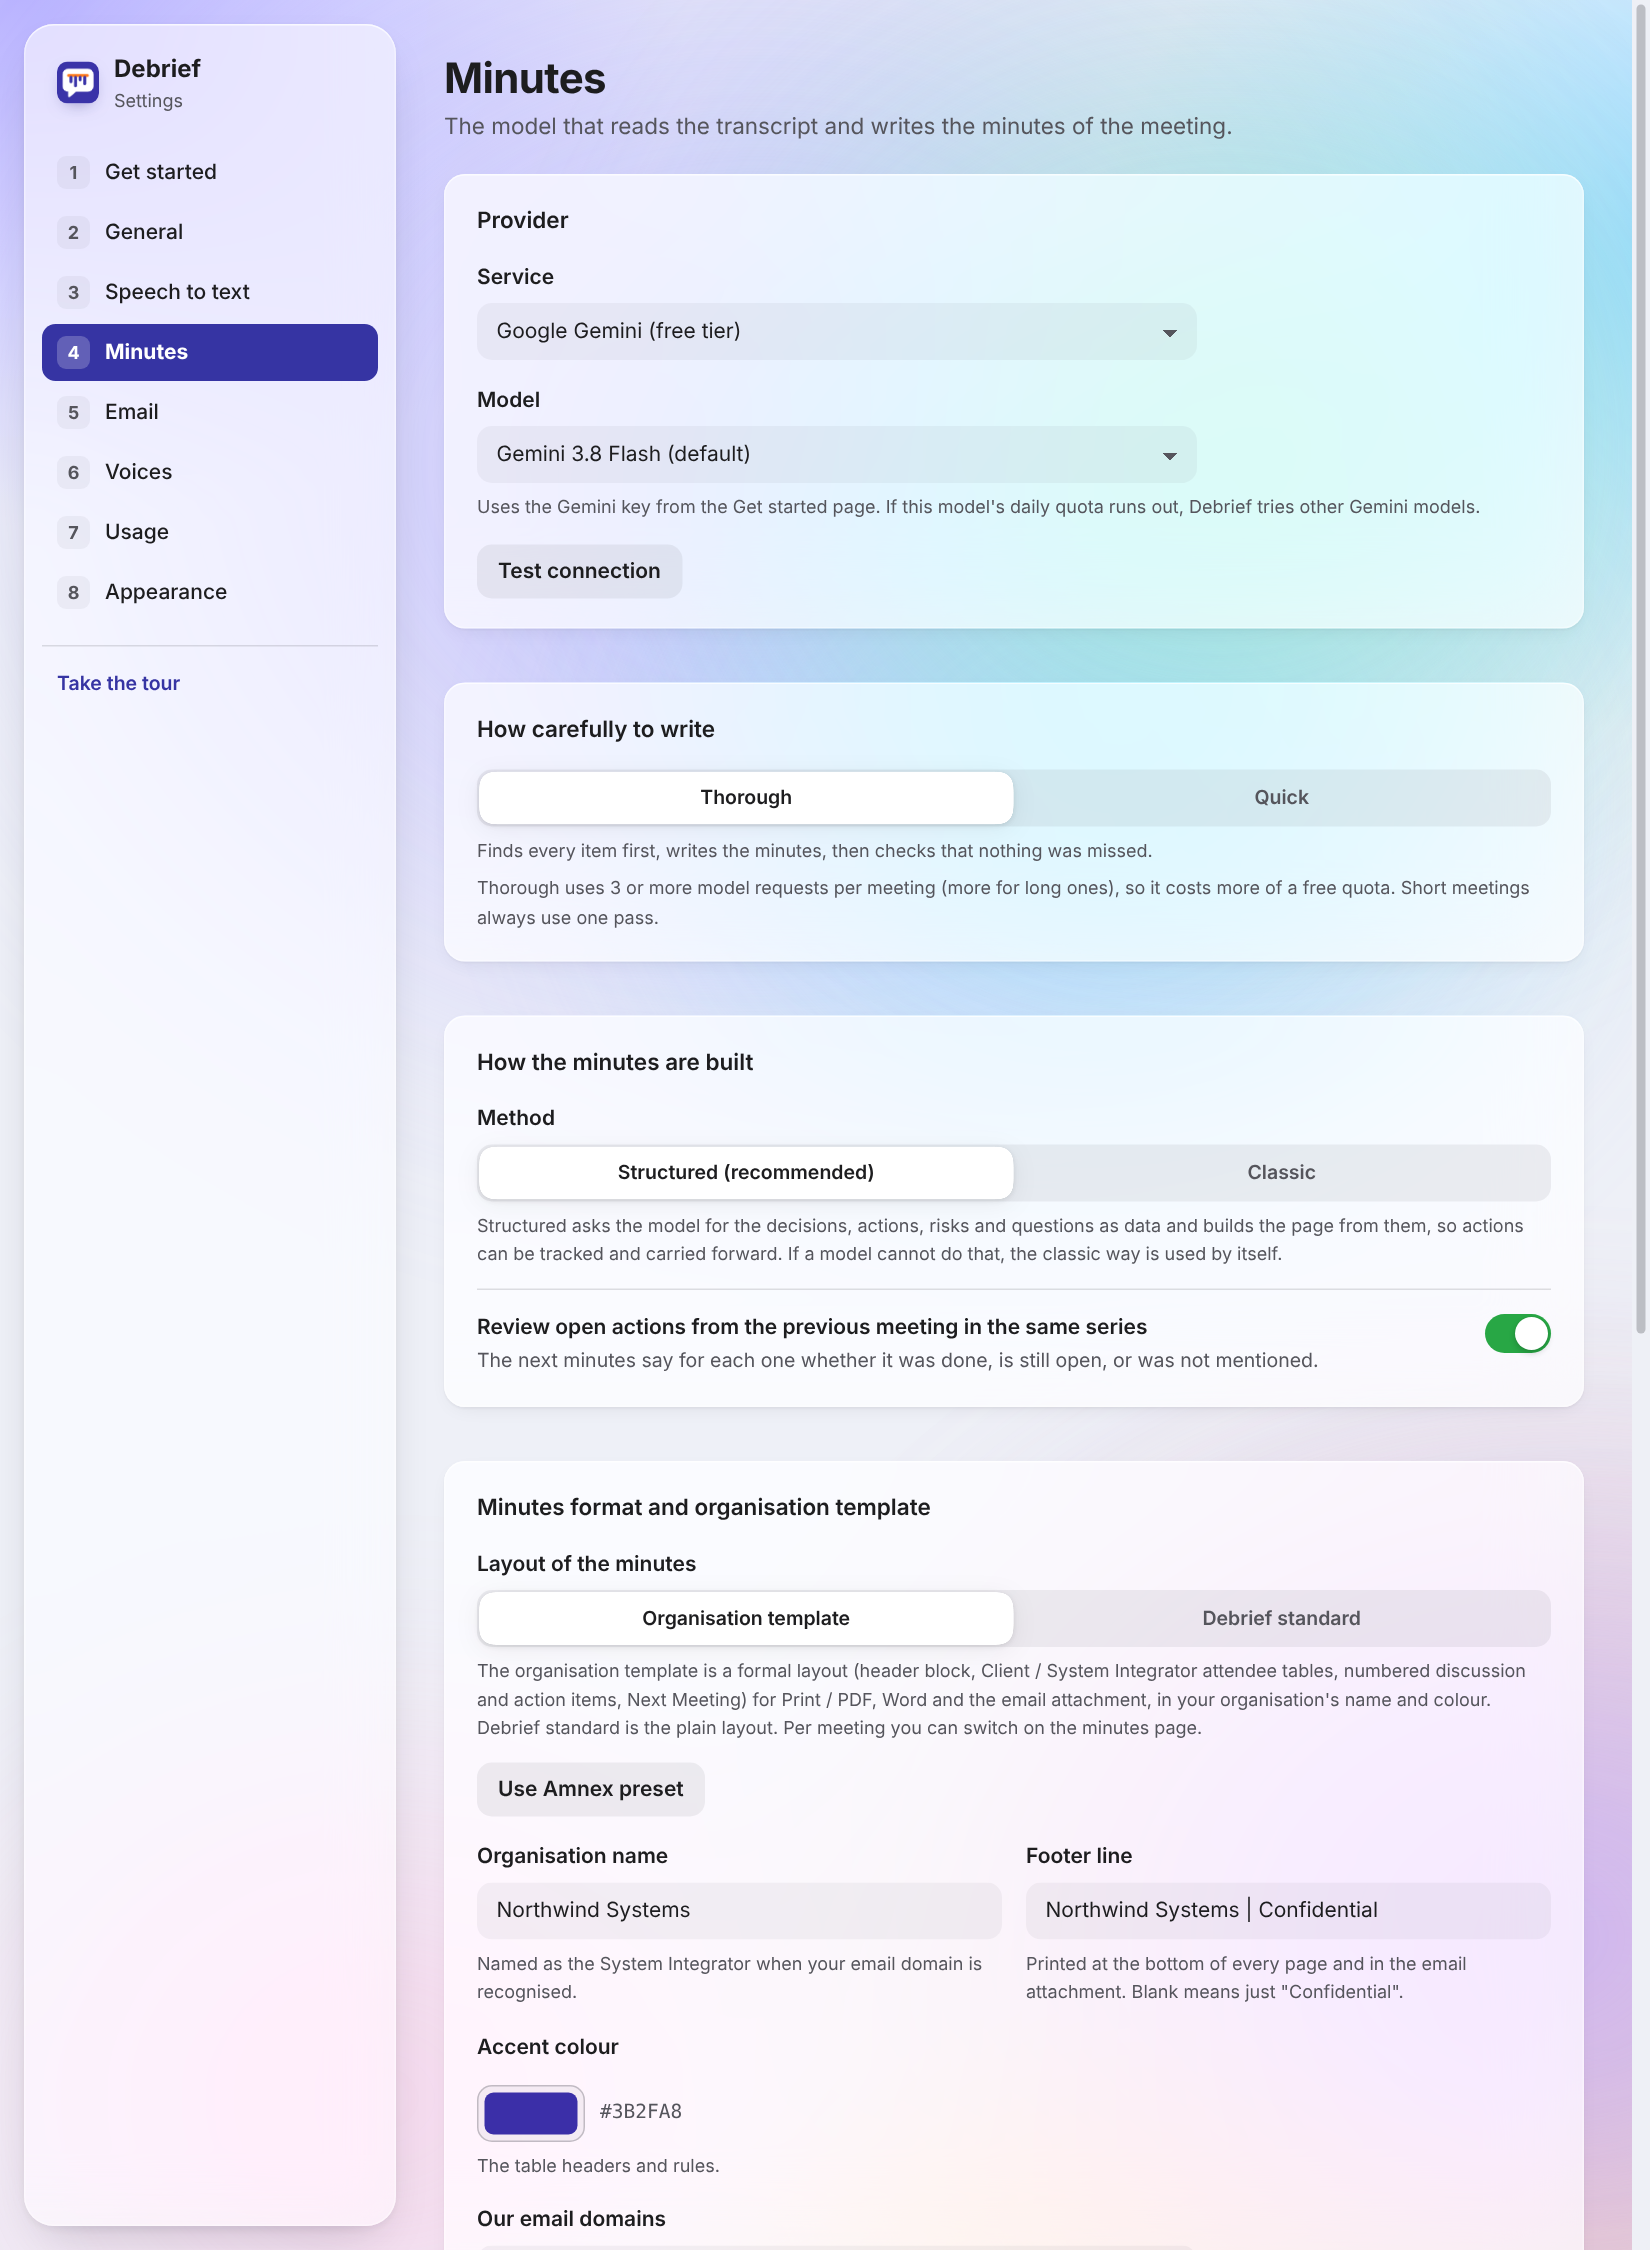 Debrief
Settings
1 Get started
2 General
3 Speech to text
4 Minutes
5 Email
6 Voices
7 Usage
8 Appearance
Take the tour
Minutes
The model that reads the transcript and writes the minutes of the meeting.
Provider
Service
Google Gemini (free tier)
Model
Gemini 3.8 Flash (default)
Uses the Gemini key from the Get started page. If this model's daily quota runs out, Debrief tries other Gemini models.
Test connection
How carefully to write
Thorough Quick
Finds every item first, writes the minutes, then checks that nothing was missed.
Thorough uses 3 or more model requests per meeting (more for long ones), so it costs more of a free quota. Short meetings
always use one pass.
How the minutes are built
Method
Structured (recommended) Classic
Structured asks the model for the decisions, actions, risks and questions as data and builds the page from them, so actions
can be tracked and carried forward. If a model cannot do that, the classic way is used by itself.
Review open actions from the previous meeting in the same series
The next minutes say for each one whether it was done, is still open, or was not mentioned.
Minutes format and organisation template
Layout of the minutes
Organisation template Debrief standard
The organisation template is a formal layout (header block, Client / System Integrator attendee tables, numbered discussion
and action items, Next Meeting) for Print / PDF, Word and the email attachment, in your organisation's name and colour.
Debrief standard is the plain layout. Per meeting you can switch on the minutes page.
Use Amnex preset
Organisation name
Northwind Systems
Named as the System Integrator when your email domain is
recognised.
Footer line
Northwind Systems | Confidential
Printed at the bottom of every page and in the email
attachment. Blank means just "Confidential".
Accent colour
#3B2FA8
The table headers and rules.
Our email domains